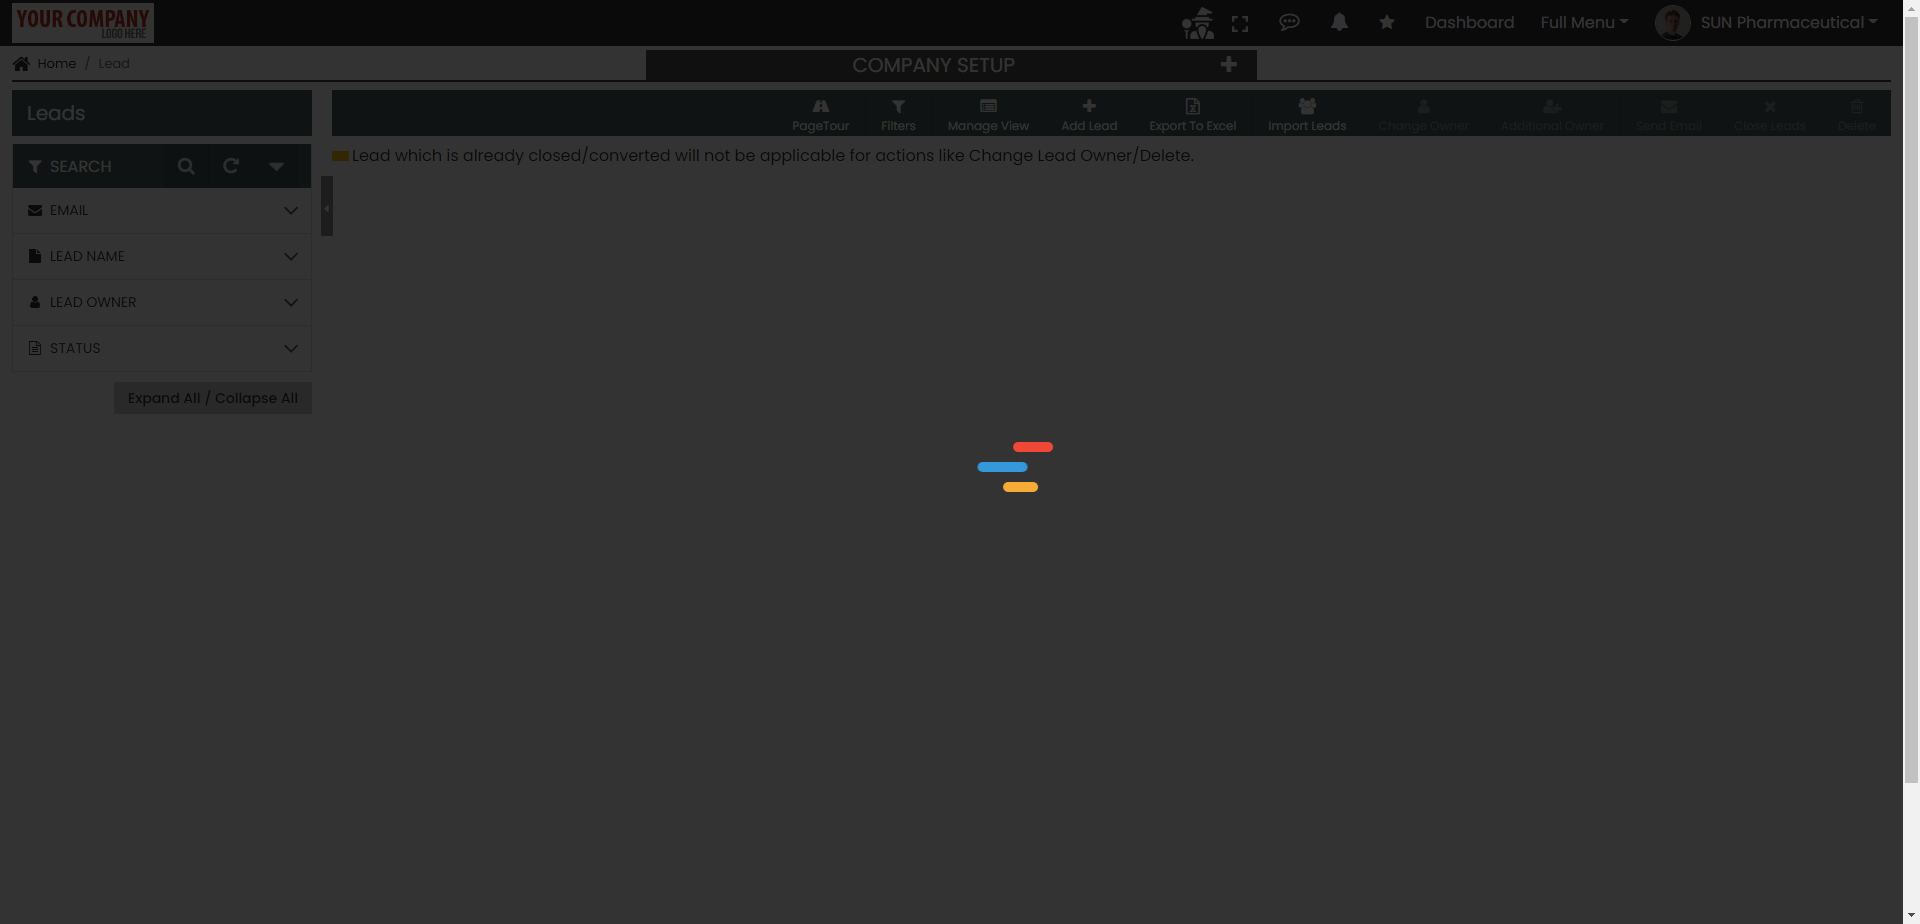 YOUR COMPANY
LOGO HERE
Dashboard
Full Menu
SUN Pharmaceutical
Home / Lead
COMPANY SETUP
Leads
PageTour
Filters
Manage View
Add Lead
Export To Excel
Import Leads
Change Owner
Additional Owner
Send Email
Close Leads
Delete
Lead which is already closed/converted will not be applicable for actions like Change Lead Owner/Delete.
SEARCH
EMAIL
LEAD NAME
LEAD OWNER
STATUS
Expand All / Collapse All